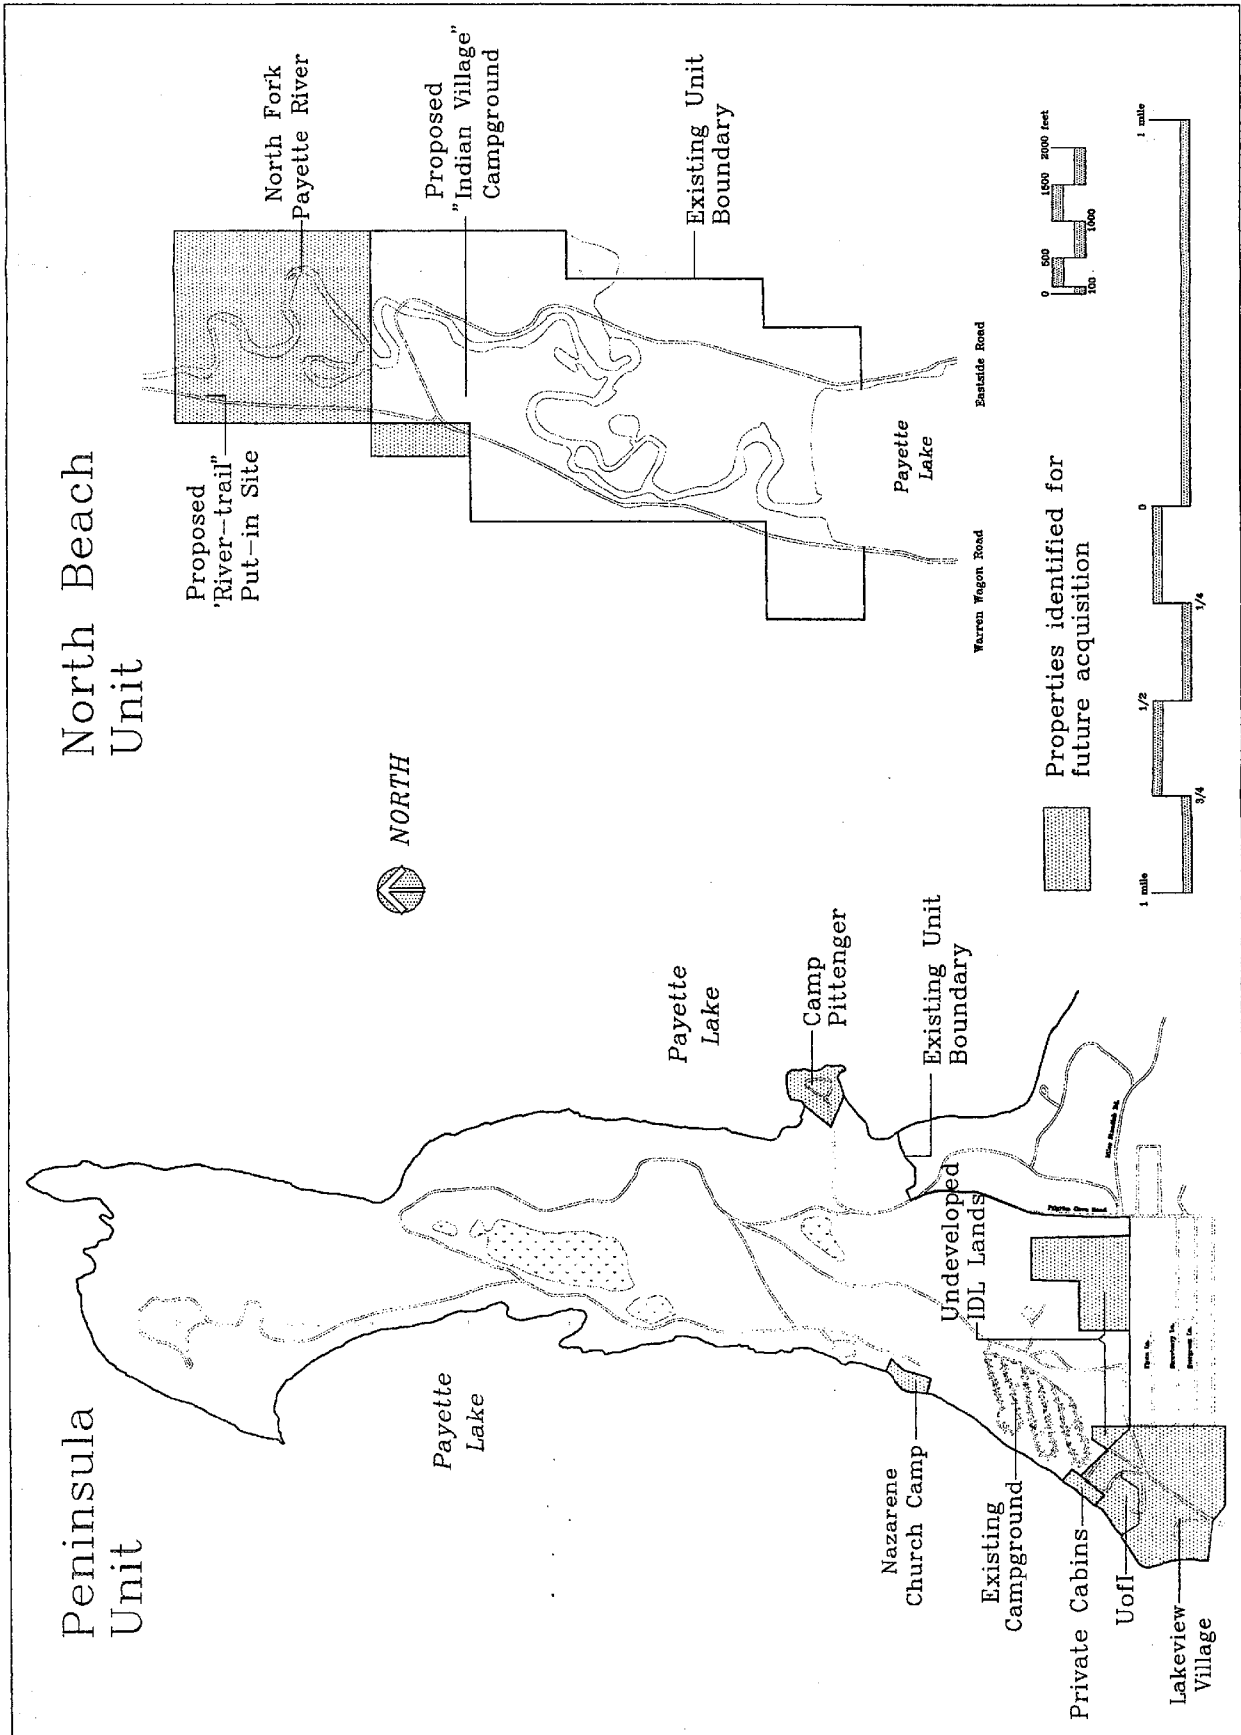 Peninsula
Unit
North Beach
Unit
NORTH
Payette
Lake
Payette
Lake
Camp
Pittenger
Existing Unit
Boundary
Undeveloped
IDL Lands
Nazarene
Church Camp
Existing
Campground
Private Cabins
UofI
Lakeview
Village
Pilgrim Cove Road
Proposed
'River-trail"
Put-in Site
North Fork
Payette River
Proposed
"Indian Village"
Campground
Existing Unit
Boundary
Payette
Lake
Warren Wagon Road
Eastside Road
Properties identified for
future acquisition
0 500 1500 2000 feet
100 1000
1 mile 1/2 0 1 mile
3/4 1/4